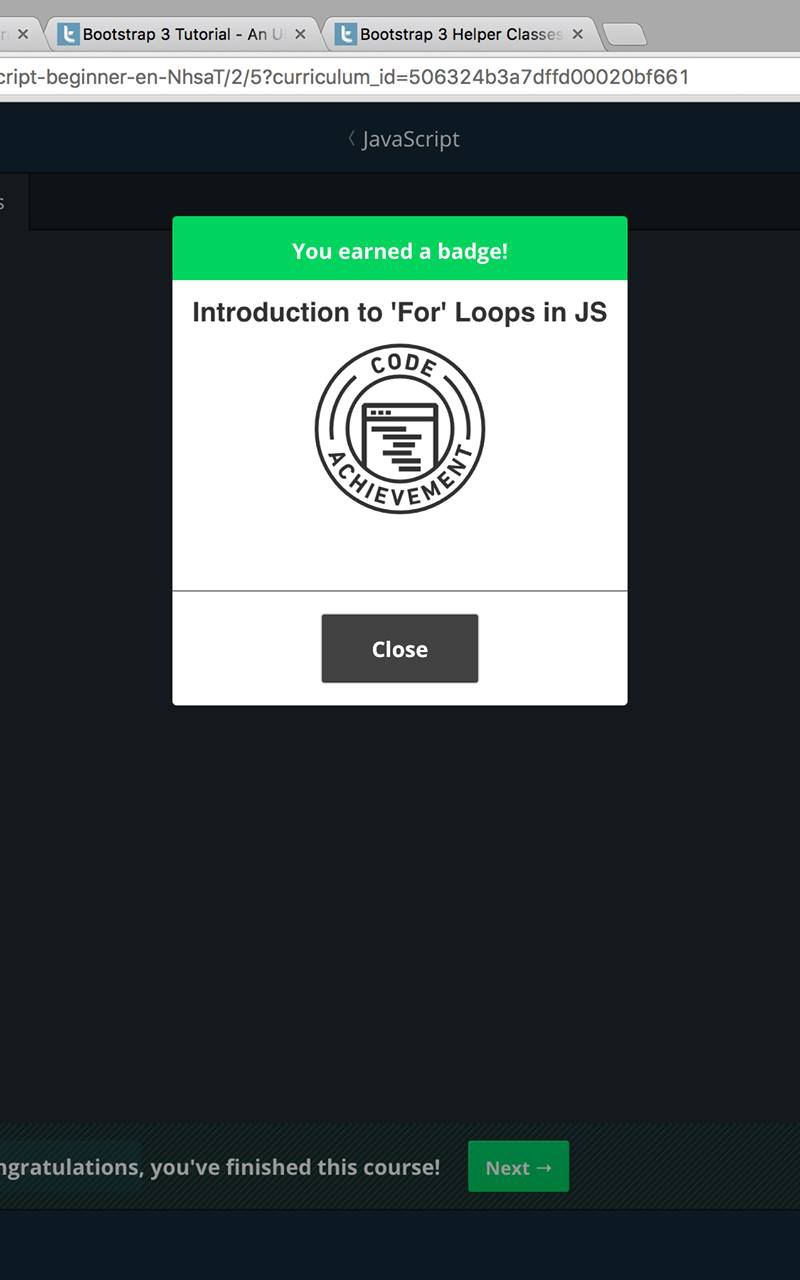 Bootstrap 3 Tutorial - An U
Bootstrap 3 Helper Classes
cript-beginner-en-NhsaT/2/5?curriculum_id=506324b3a7dffd00020bf661
〈 JavaScript
s
You earned a badge!
Introduction to 'For' Loops in JS
CODE
ACHIEVEMENT
Close
ngratulations, you've finished this course!
Next →